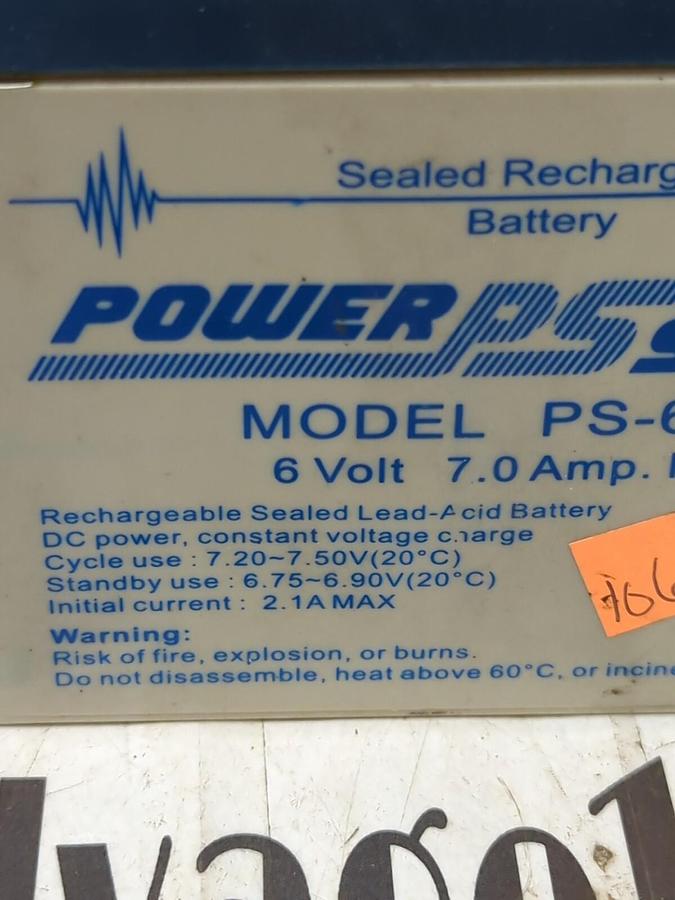 Sealed Recharg
Battery
POWER PS S
MODEL PS-6
6 Volt 7.0 Amp.
Rechargeable Sealed Lead-Acid Battery
DC power, constant voltage charge
Cycle use : 7.20~7.50V(20°C)
Standby use : 6.75~6.90V(20°C)
Initial current : 2.1A MAX
Warning:
Risk of fire, explosion, or burns.
Do not disassemble, heat above 60°C, or incine